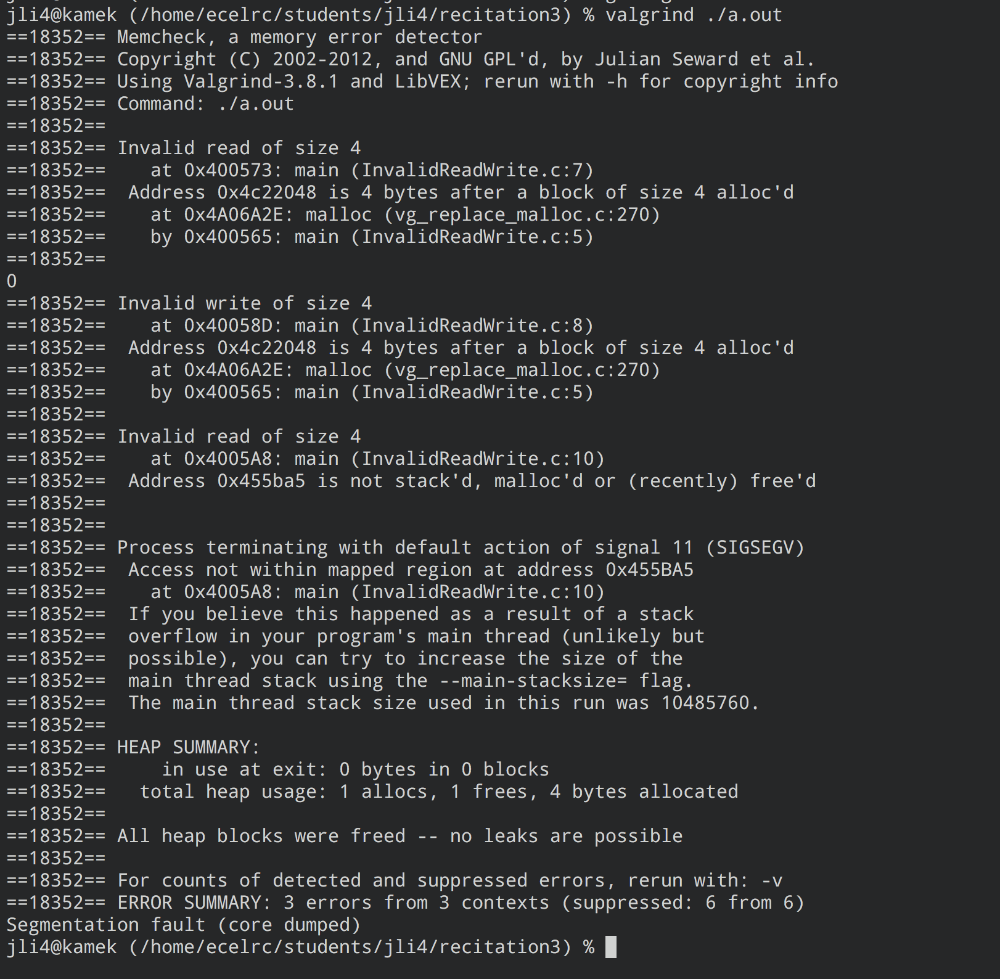 jli4@kamek (/home/ecelrc/students/jli4/recitation3) % valgrind ./a.out
==18352== Memcheck, a memory error detector
==18352== Copyright (C) 2002-2012, and GNU GPL'd, by Julian Seward et al.
==18352== Using Valgrind-3.8.1 and LibVEX; rerun with -h for copyright info
==18352== Command: ./a.out
==18352==
==18352== Invalid read of size 4
==18352==    at 0x400573: main (InvalidReadWrite.c:7)
==18352==  Address 0x4c22048 is 4 bytes after a block of size 4 alloc'd
==18352==    at 0x4A06A2E: malloc (vg_replace_malloc.c:270)
==18352==    by 0x400565: main (InvalidReadWrite.c:5)
==18352==
0
==18352== Invalid write of size 4
==18352==    at 0x40058D: main (InvalidReadWrite.c:8)
==18352==  Address 0x4c22048 is 4 bytes after a block of size 4 alloc'd
==18352==    at 0x4A06A2E: malloc (vg_replace_malloc.c:270)
==18352==    by 0x400565: main (InvalidReadWrite.c:5)
==18352==
==18352== Invalid read of size 4
==18352==    at 0x4005A8: main (InvalidReadWrite.c:10)
==18352==  Address 0x455ba5 is not stack'd, malloc'd or (recently) free'd
==18352==
==18352==
==18352== Process terminating with default action of signal 11 (SIGSEGV)
==18352==  Access not within mapped region at address 0x455BA5
==18352==    at 0x4005A8: main (InvalidReadWrite.c:10)
==18352==  If you believe this happened as a result of a stack
==18352==  overflow in your program's main thread (unlikely but
==18352==  possible), you can try to increase the size of the
==18352==  main thread stack using the --main-stacksize= flag.
==18352==  The main thread stack size used in this run was 10485760.
==18352==
==18352== HEAP SUMMARY:
==18352==     in use at exit: 0 bytes in 0 blocks
==18352==   total heap usage: 1 allocs, 1 frees, 4 bytes allocated
==18352==
==18352== All heap blocks were freed -- no leaks are possible
==18352==
==18352== For counts of detected and suppressed errors, rerun with: -v
==18352== ERROR SUMMARY: 3 errors from 3 contexts (suppressed: 6 from 6)
Segmentation fault (core dumped)
jli4@kamek (/home/ecelrc/students/jli4/recitation3) %